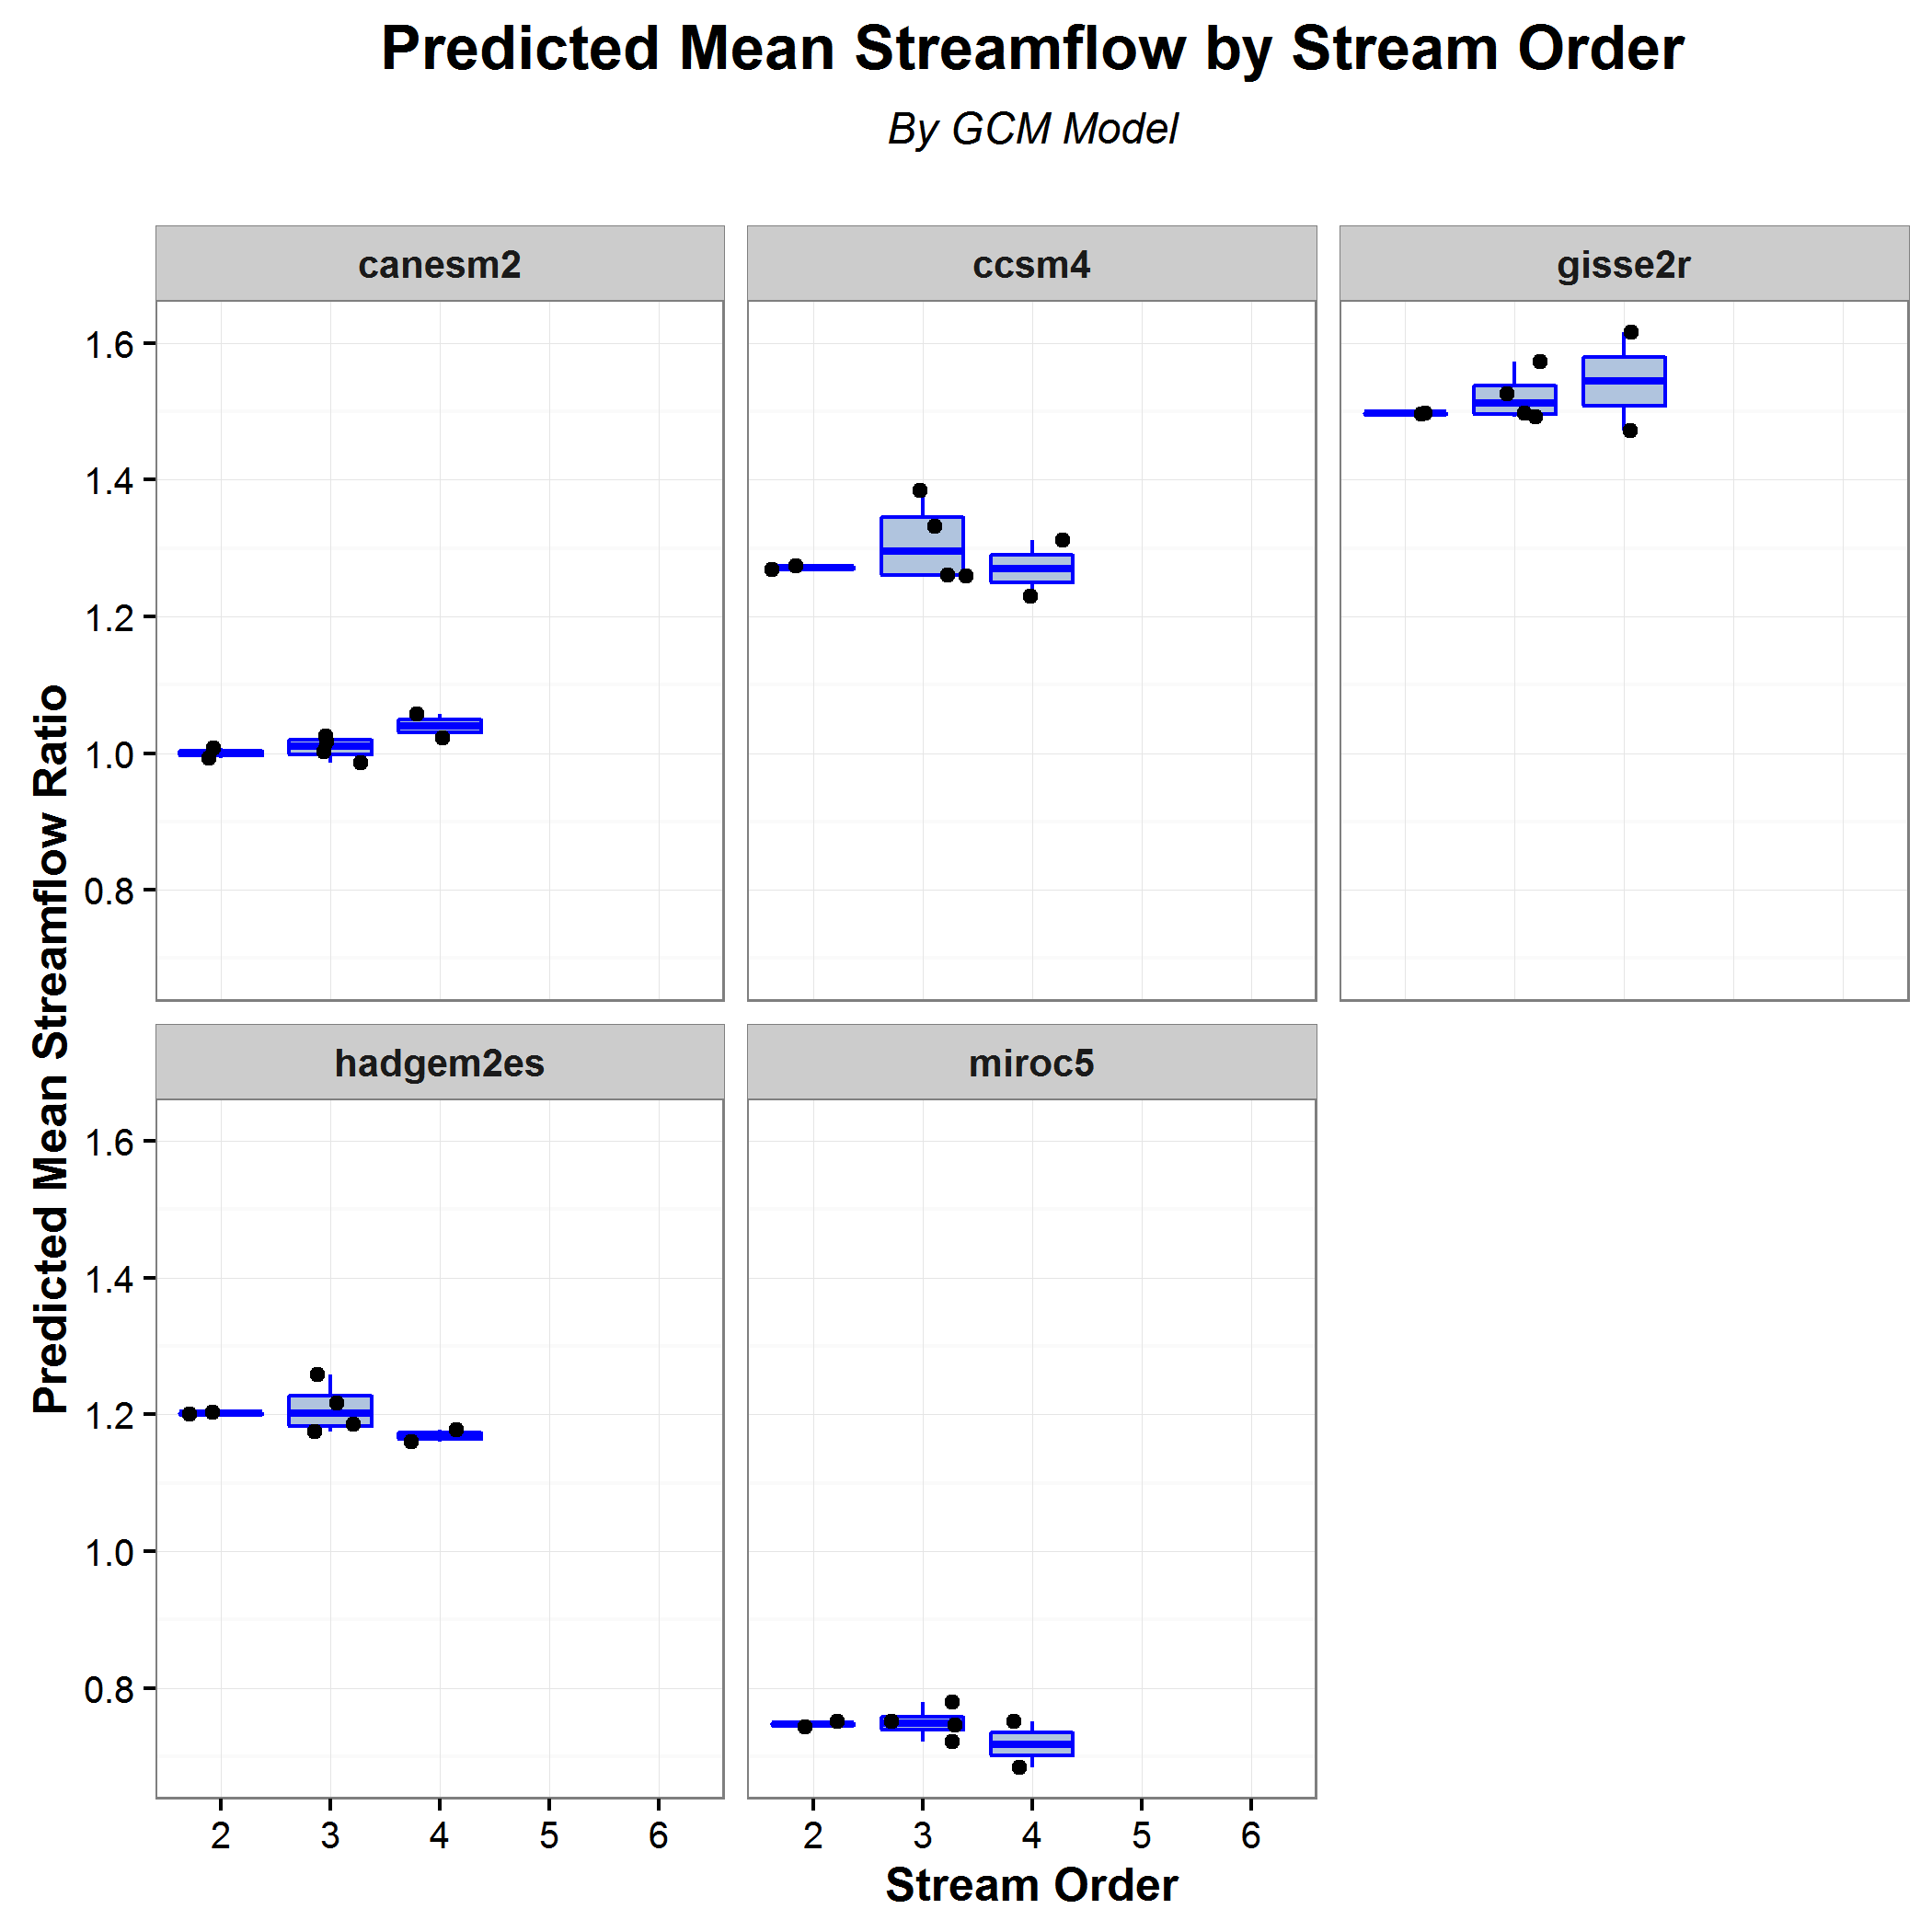 Predicted Mean Streamflow by Stream Order
By GCM Model
canesm2
ccsm4
gisse2r
1.6
1.4
1.2
1.0
0.8
Predicted Mean Streamflow Ratio
hadgem2es
miroc5
1.6
1.4
1.2
1.0
0.8
2 3 4 5 6
2 3 4 5 6
Stream Order